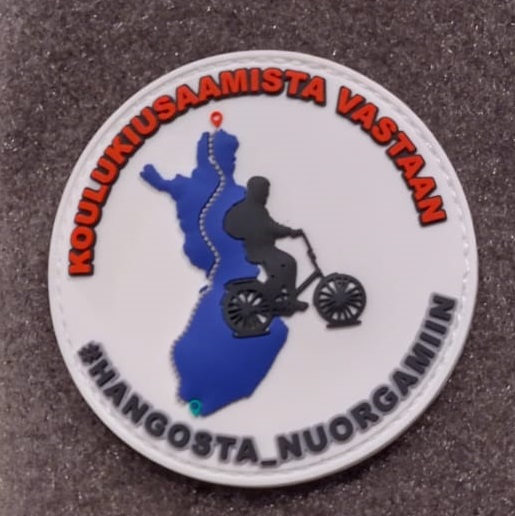 KOULUKIUSAAMISTA VASTAAN
#HANGOSTA_NUORGAMIIN